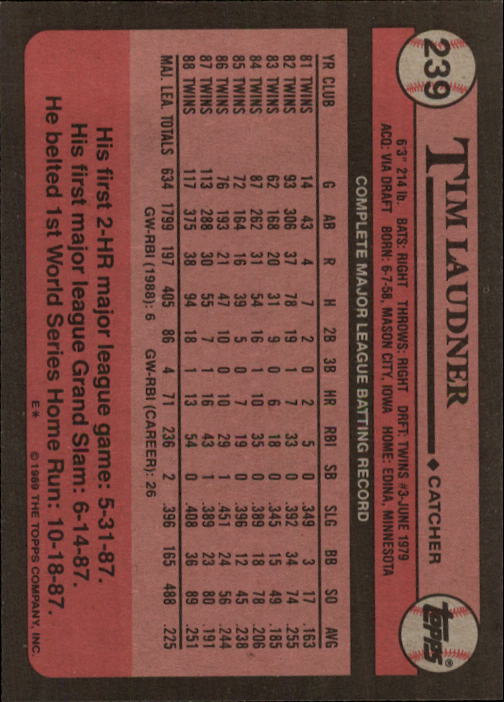 239
TIM LAUDNER ◆ CATCHER
TOPPS®
6'3" 214 lb. BATS: RIGHT THROWS: RIGHT DRFT: TWINS #3-JUNE 1979
ACQ: VIA DRAFT BORN: 6-7-58, MASON CITY, IOWA HOME: EDINA, MINNESOTA
COMPLETE MAJOR LEAGUE BATTING RECORD
YR CLUB G AB R H 2B 3B HR RBI SB SLG BB SO AVG
81 TWINS 14 43 4 7 2 0 2 5 0 .349 3 17 .163
82 TWINS 93 306 37 78 19 1 7 33 0 .392 34 74 .255
83 TWINS 62 168 20 31 9 0 6 18 0 .345 15 49 .185
84 TWINS 87 262 31 54 16 1 10 35 0 .389 18 78 .206
85 TWINS 72 164 16 39 5 0 7 19 0 .396 12 45 .238
86 TWINS 76 193 21 47 10 0 10 29 1 .451 24 56 .244
87 TWINS 113 288 30 55 7 1 16 43 1 .389 23 80 .191
88 TWINS 117 375 38 94 18 1 13 54 0 .408 36 89 .251
MAJ. LEA. TOTALS 634 1799 197 405 86 4 71 236 2 .396 165 488 .225
GW-RBI (1988): 6 GW-RBI (CAREER): 26
His first 2-HR major league game: 5-31-87.
His first major league Grand Slam: 6-14-87.
He belted 1st World Series Home Run: 10-18-87.
E* © 1989 THE TOPPS COMPANY, INC.